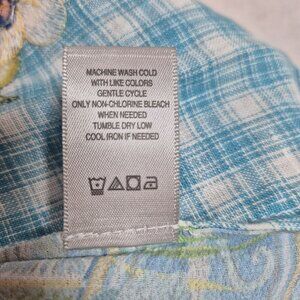 MACHINE WASH COLD
WITH LIKE COLORS
GENTLE CYCLE
ONLY NON-CHLORINE BLEACH
WHEN NEEDED
TUMBLE DRY LOW
COOL IRON IF NEEDED